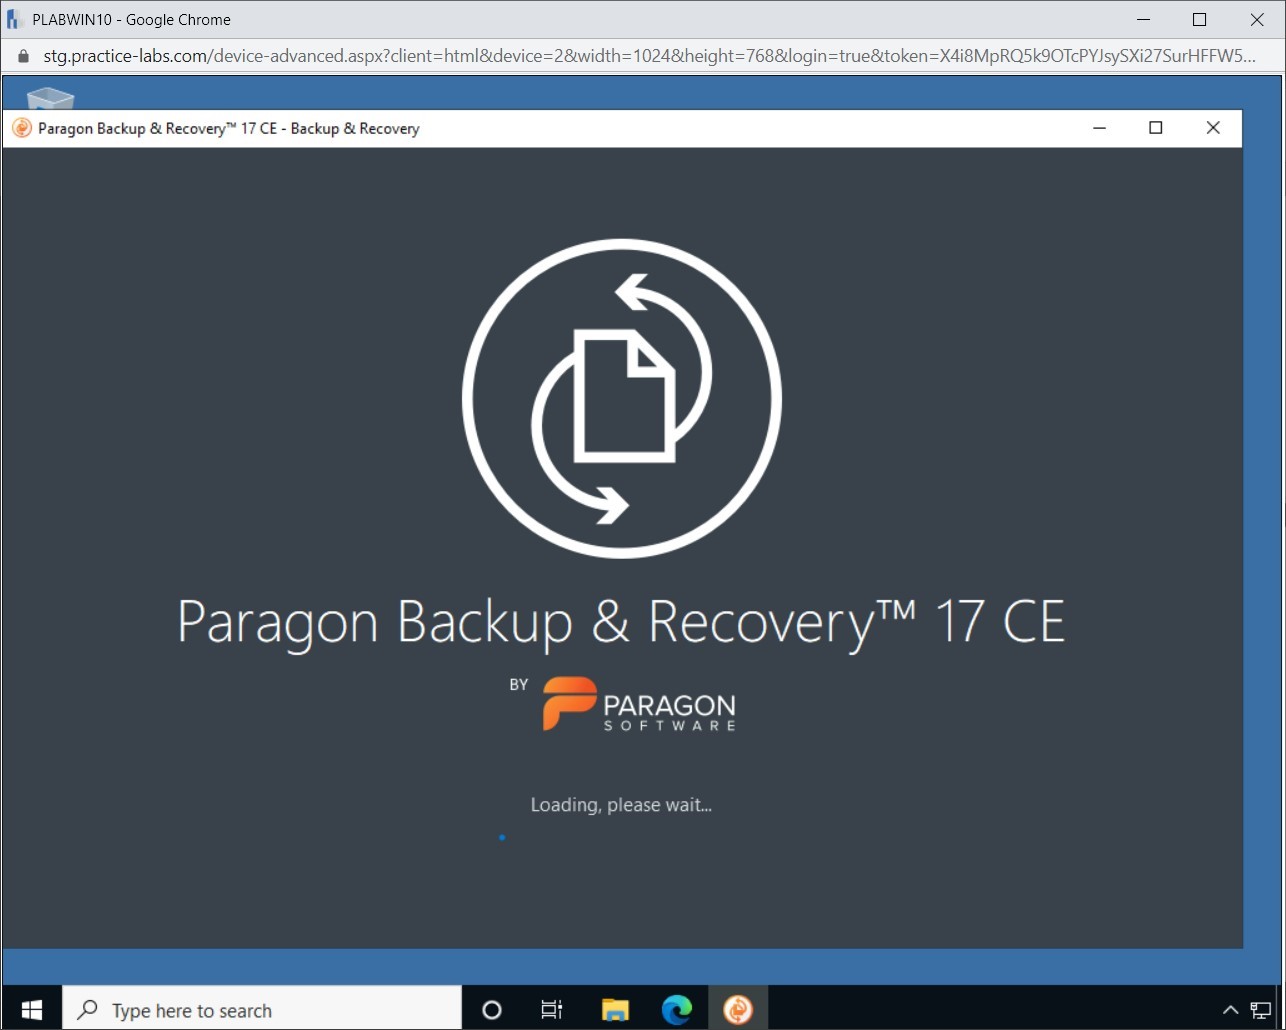 PLABWIN10 - Google Chrome
stg.practice-labs.com/device-advanced.aspx?client=html&device=2&width=1024&height=768&login=true&token=X4i8MpRQ5k9OTcPYJsySXi27SurHFFW5...
Paragon Backup & Recovery™ 17 CE - Backup & Recovery
Paragon Backup & Recovery™ 17 CE
BY
PARAGON
SOFTWARE
Loading, please wait...
Type here to search